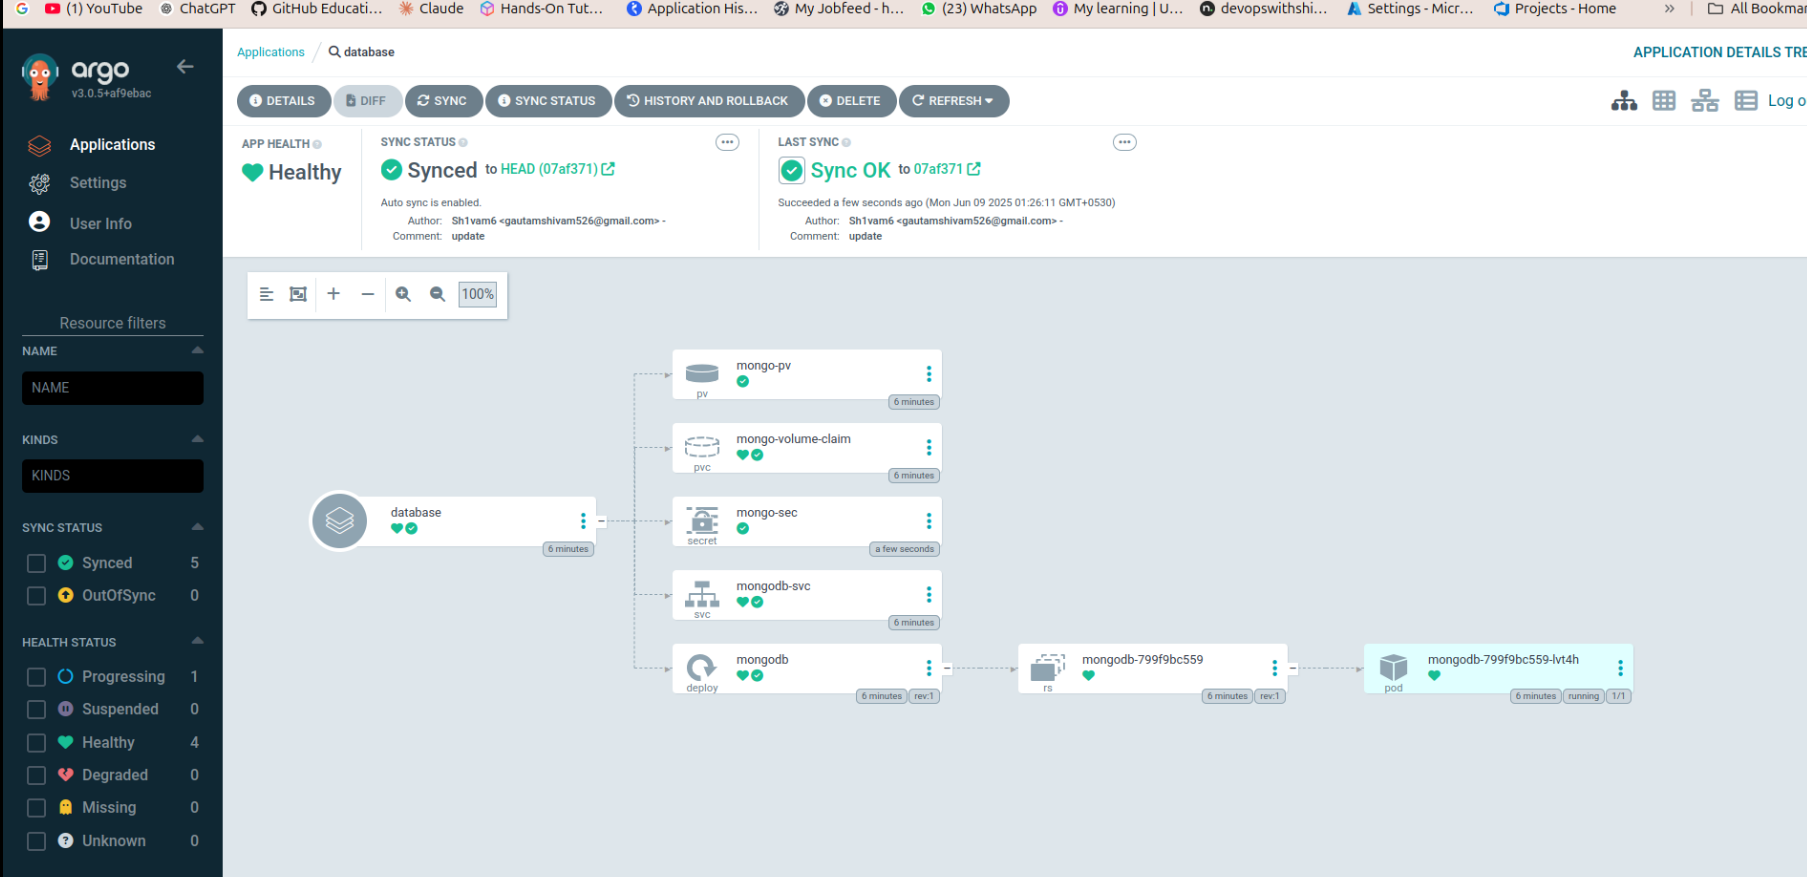 (1) YouTube ChatGPT GitHub Educati... Claude Hands-On Tut... Application His... My Jobfeed - h... (23) WhatsApp My learning | U... devopswithshi... Settings - Micr... Projects - Home » All Bookmar
argo
v3.0.5+af9ebac
Applications
Settings
User Info
Documentation
Resource filters
NAME
NAME
KINDS
KINDS
SYNC STATUS
Synced 5
OutOfSync 0
HEALTH STATUS
Progressing 1
Suspended 0
Healthy 4
Degraded 0
Missing 0
Unknown 0
Applications / database
APPLICATION DETAILS TRE
DETAILS DIFF SYNC SYNC STATUS HISTORY AND ROLLBACK DELETE REFRESH
Log o
APP HEALTH
Healthy
SYNC STATUS
Synced to HEAD (07af371)
Auto sync is enabled.
Author: Sh1vam6 <gautamshivam526@gmail.com> -
Comment: update
LAST SYNC
Sync OK to 07af371
Succeeded a few seconds ago (Mon Jun 09 2025 01:26:11 GMT+0530)
Author: Sh1vam6 <gautamshivam526@gmail.com> -
Comment: update
100%
database
6 minutes
mongo-pv
pv
6 minutes
mongo-volume-claim
pvc
6 minutes
mongo-sec
secret
a few seconds
mongodb-svc
svc
6 minutes
mongodb
deploy
6 minutes rev:1
mongodb-799f9bc559
rs
6 minutes rev:1
mongodb-799f9bc559-lvt4h
pod
6 minutes running 1/1